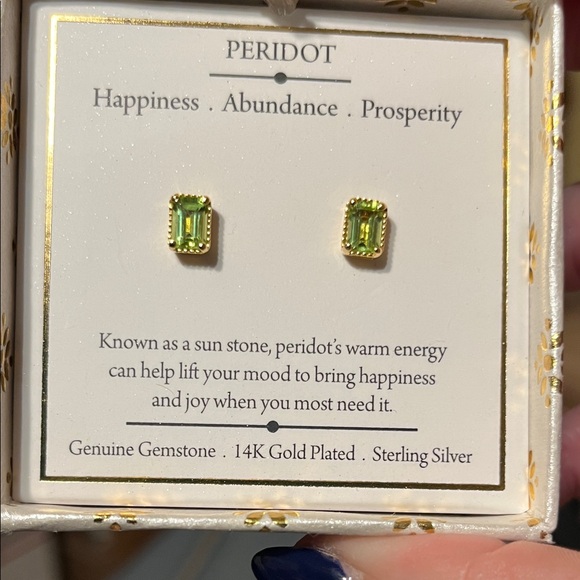 PERIDOT
Happiness . Abundance . Prosperity
Known as a sun stone, peridot's warm energy
can help lift your mood to bring happiness
and joy when you most need it.
Genuine Gemstone . 14K Gold Plated . Sterling Silver